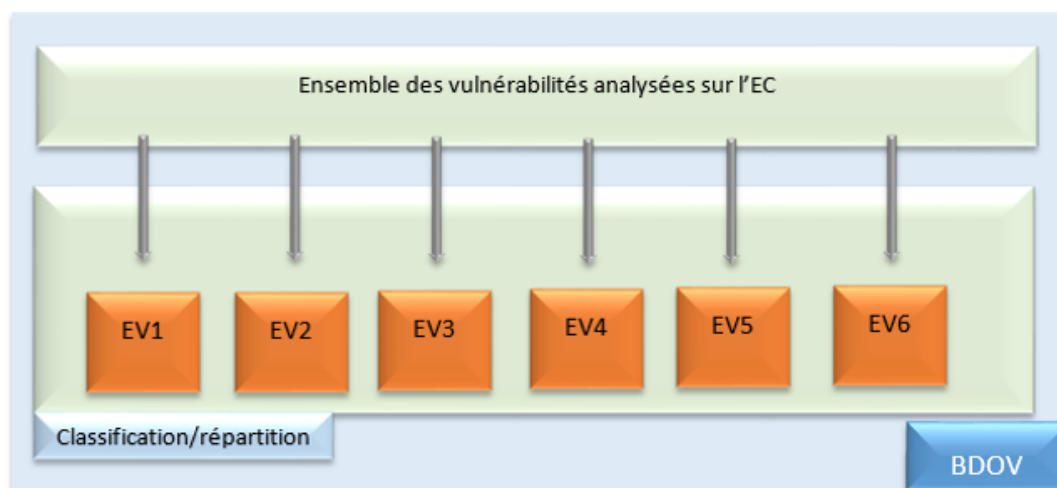 Ensemble des vulnérabilités analysées sur l'EC
EV1 EV2 EV3 EV4 EV5 EV6
Classification/répartition
BDOV